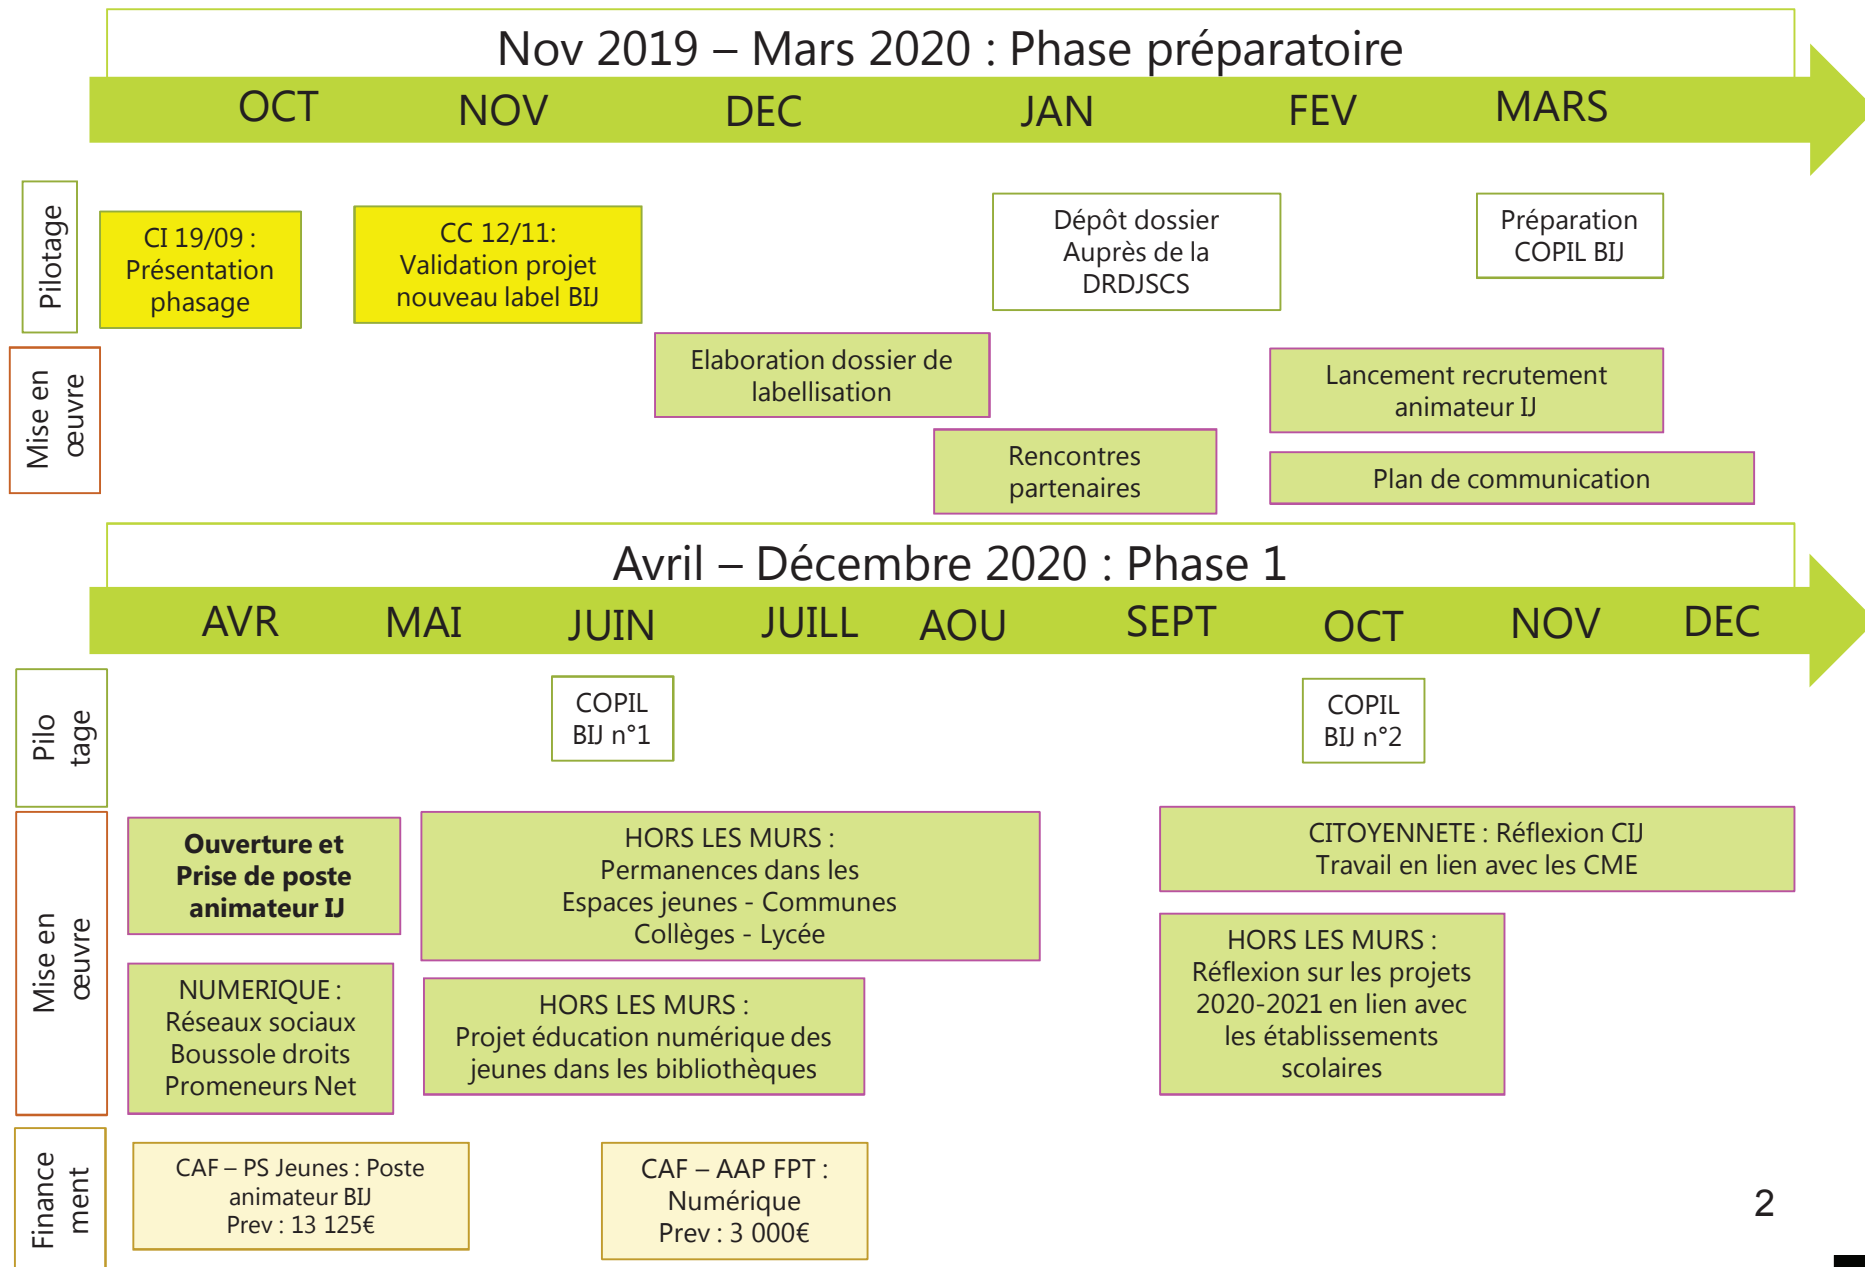 Nov 2019 – Mars 2020 : Phase préparatoire
OCT NOV DEC JAN FEV MARS
Pilotage
CI 19/09 :
Présentation
phasage
CC 12/11:
Validation projet
nouveau label BIJ
Dépôt dossier
Auprès de la
DRDJSCS
Préparation
COPIL BIJ
Mise en
œuvre
Elaboration dossier de
labellisation
Rencontres
partenaires
Lancement recrutement
animateur IJ
Plan de communication
Avril – Décembre 2020 : Phase 1
AVR MAI JUIN JUILL AOU SEPT OCT NOV DEC
Pilo
tage
COPIL
BIJ n°1
COPIL
BIJ n°2
Mise en
œuvre
Ouverture et
Prise de poste
animateur IJ
HORS LES MURS :
Permanences dans les
Espaces jeunes - Communes
Collèges - Lycée
CITOYENNETE : Réflexion CIJ
Travail en lien avec les CME
NUMERIQUE :
Réseaux sociaux
Boussole droits
Promeneurs Net
HORS LES MURS :
Projet éducation numérique des
jeunes dans les bibliothèques
HORS LES MURS :
Réflexion sur les projets
2020-2021 en lien avec
les établissements
scolaires
Finance
ment
CAF – PS Jeunes : Poste
animateur BIJ
Prev : 13 125€
CAF – AAP FPT :
Numérique
Prev : 3 000€
2